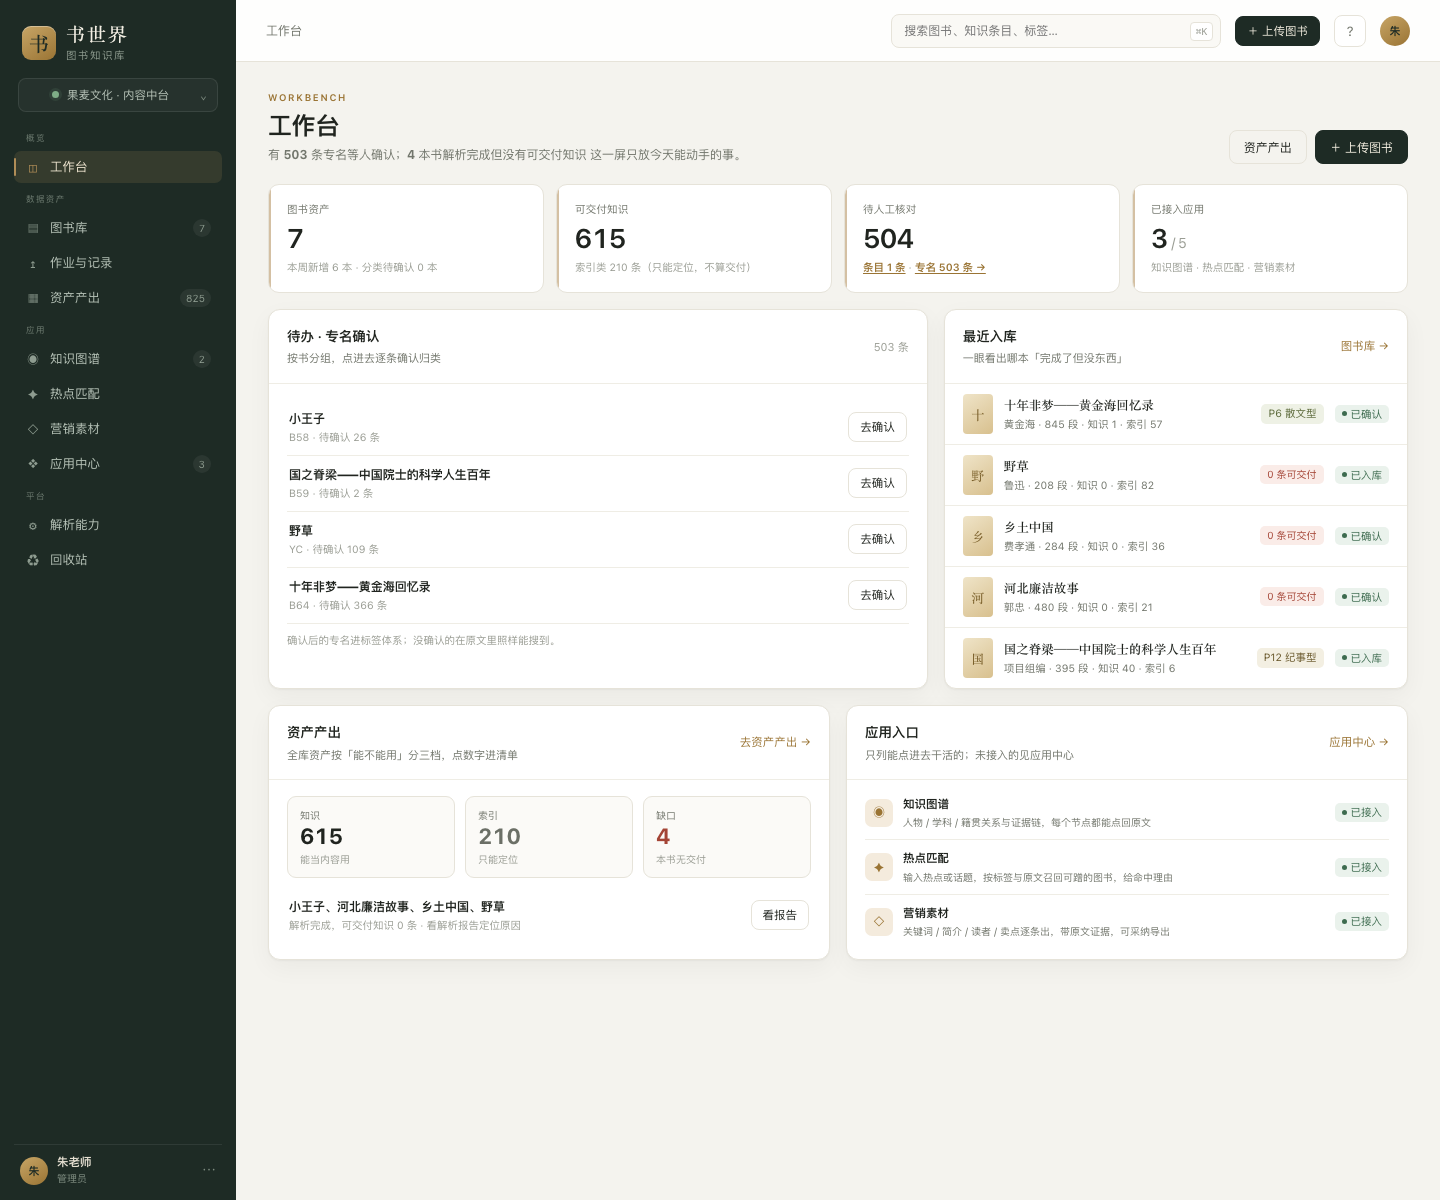 书
书世界
图书知识库
果麦文化 · 内容中台
概览
工作台
数据资产
图书库 7
作业与记录
资产产出 825
应用
知识图谱 2
热点匹配
营销素材
应用中心 3
平台
解析能力
回收站
朱
朱老师
管理员
工作台
搜索图书、知识条目、标签... ⌘K
+ 上传图书
?
朱
WORKBENCH
工作台
有 503 条专名等人确认；4 本书解析完成但没有可交付知识 这一屏只放今天能动手的事。
资产产出
+ 上传图书
图书资产
7
本周新增 6 本 · 分类待确认 0 本
可交付知识
615
索引类 210 条（只能定位，不算交付）
待人工核对
504
条目 1 条 · 专名 503 条 →
已接入应用
3 / 5
知识图谱 · 热点匹配 · 营销素材
待办 · 专名确认
按书分组，点进去逐条确认归类
503 条
小王子
B58 · 待确认 26 条
去确认
国之脊梁——中国院士的科学人生百年
B59 · 待确认 2 条
去确认
野草
YC · 待确认 109 条
去确认
十年非梦——黄金海回忆录
B64 · 待确认 366 条
去确认
确认后的专名进标签体系；没确认的在原文里照样能搜到。
最近入库
一眼看出哪本「完成了但没东西」
图书库 →
十
十年非梦——黄金海回忆录
黄金海 · 845 段 · 知识 1 · 索引 57
P6 散文型
已确认
野
野草
鲁迅 · 208 段 · 知识 0 · 索引 82
0 条可交付
已入库
乡
乡土中国
费孝通 · 284 段 · 知识 0 · 索引 36
0 条可交付
已确认
河
河北廉洁故事
郭忠 · 480 段 · 知识 0 · 索引 21
0 条可交付
已确认
国
国之脊梁——中国院士的科学人生百年
项目组编 · 395 段 · 知识 40 · 索引 6
P12 纪事型
已入库
资产产出
全库资产按「能不能用」分三档，点数字进清单
去资产产出 →
知识
615
能当内容用
索引
210
只能定位
缺口
4
本书无交付
小王子、河北廉洁故事、乡土中国、野草
解析完成，可交付知识 0 条 · 看解析报告定位原因
看报告
应用入口
只列能点进去干活的；未接入的见应用中心
应用中心 →
知识图谱
人物 / 学科 / 籍贯关系与证据链，每个节点都能点回原文
已接入
热点匹配
输入热点或话题，按标签与原文召回可蹭的图书，给命中理由
已接入
营销素材
关键词 / 简介 / 读者 / 卖点逐条出，带原文证据，可采纳导出
已接入